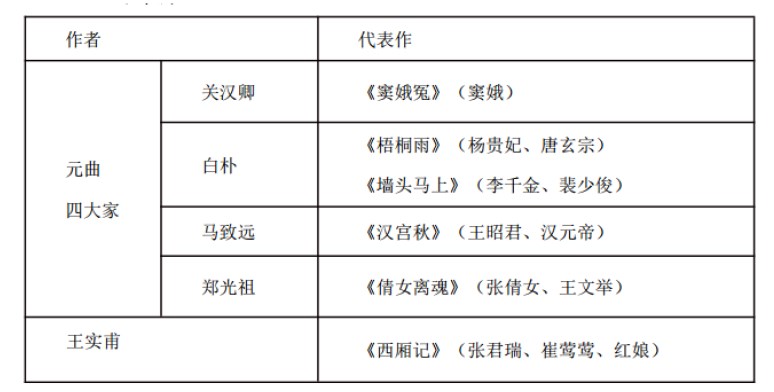 作者 代表作
元曲
四大家
关汉卿 《窦娥冤》（窦娥）
白朴 《梧桐雨》（杨贵妃、唐玄宗）
《墙头马上》（李千金、裴少俊）
马致远 《汉宫秋》（王昭君、汉元帝）
郑光祖 《倩女离魂》（张倩女、王文举）
王实甫 《西厢记》（张君瑞、崔莺莺、红娘）